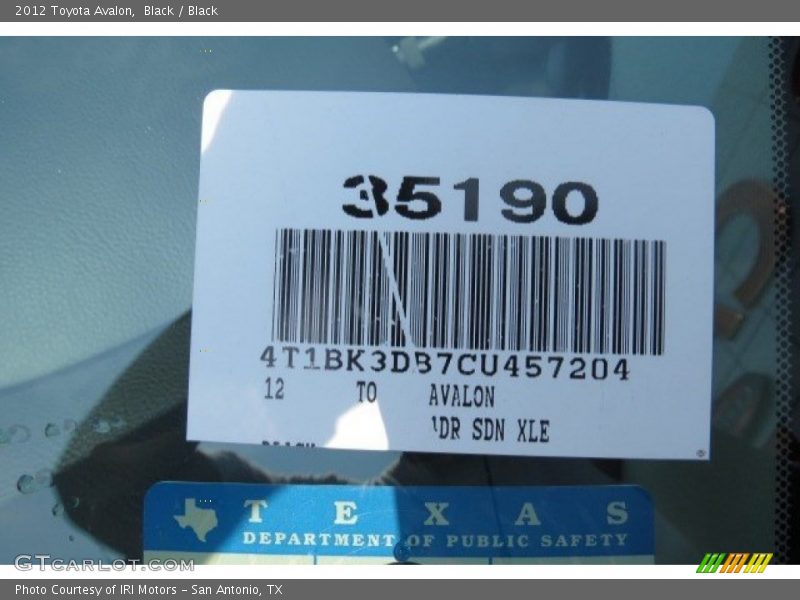 2012 Toyota Avalon,  Black / Black
35190
4T1BK3DB7CU457204
12 TO AVALON
DR SDN XLE
TEXAS
DEPARTMENT OF PUBLIC SAFETY
GTCARLOT.COM
Photo Courtesy of IRI Motors – San Antonio, TX